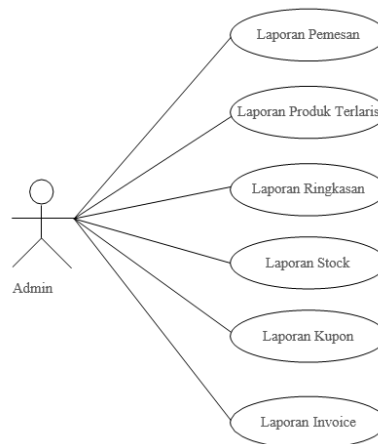 Laporan Pemesan
Laporan Produk Terlaris
Laporan Ringkasan
Laporan Stock
Laporan Kupon
Laporan Invoice
Admin